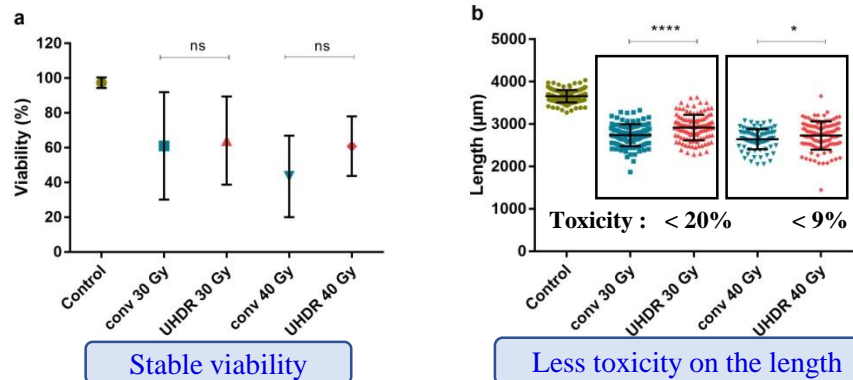 a
ns
ns
Viability (%)
120
100
80
60
40
20
0
Control
conv 30 Gy
UHDR 30 Gy
conv 40 Gy
UHDR 40 Gy
Stable viability
b
****
*
Length (µm)
5000
4000
3000
2000
1000
0
Toxicity : < 20% < 9%
Control
conv 30 Gy
UHDR 30 Gy
conv 40 Gy
UHDR 40 Gy
Less toxicity on the length